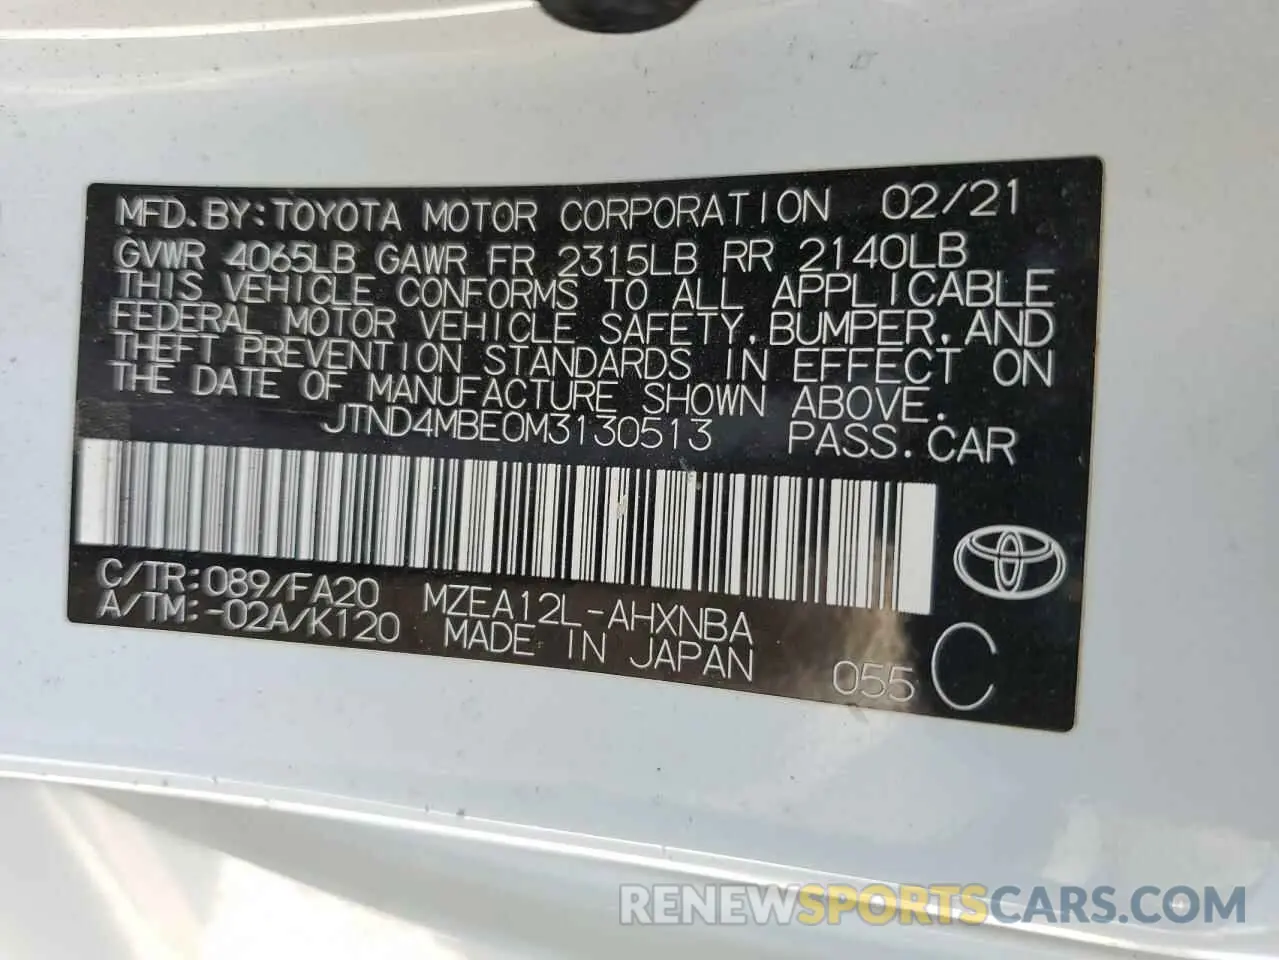 MFD.BY:TOYOTA MOTOR CORPORATION 02/21
GVWR 4065LB GAWR FR 2315LB RR 2140LB
THIS VEHICLE CONFORMS TO ALL APPLICABLE
FEDERAL MOTOR VEHICLE SAFETY,BUMPER,AND
THEFT PREVENTION STANDARDS IN EFFECT ON
THE DATE OF MANUFACTURE SHOWN ABOVE.
JTND4MBE0M3130513 PASS.CAR
C/TR:089/FA20 MZEA12L-AHXNBA
A/TM:-02A/K120 MADE IN JAPAN
055 C
RENEWSPORTSCARS.COM